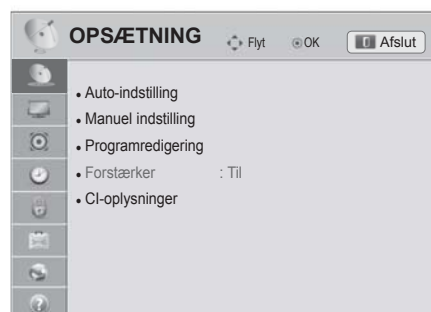 OPSÆTNING Flyt OK Afslut
Auto-indstilling
Manuel indstilling
Programredigering
Forstærker : Til
CI-oplysninger